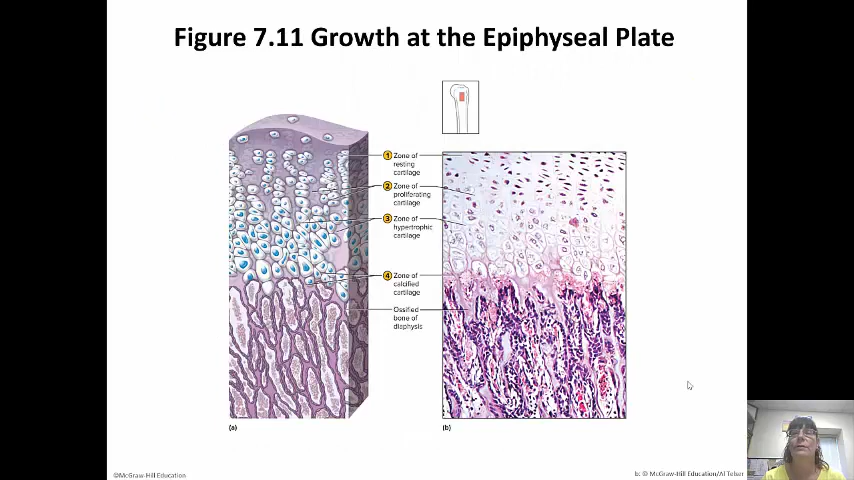 Figure 7.11 Growth at the Epiphyseal Plate
1 Zone of
resting
cartilage
2 Zone of
proliferating
cartilage
3 Zone of
hypertrophic
cartilage
4 Zone of
calcified
cartilage
Ossified
bone of
diaphysis
(a)
(b)
©McGraw-Hill Education
b: © McGraw-Hill Education/Al Telser